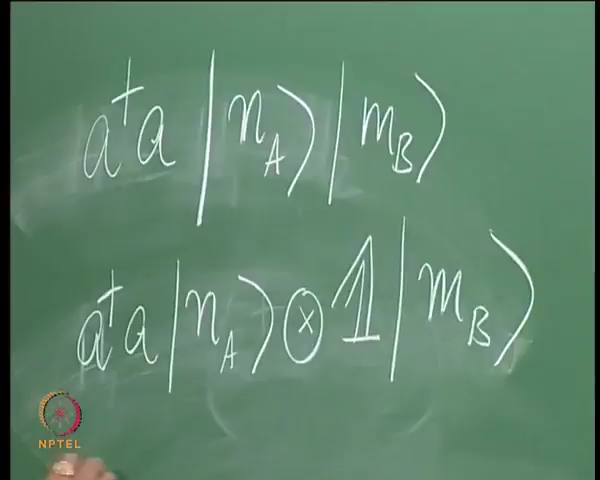 a†a |n_A⟩ |m_B⟩
a†a |n_A⟩ ⊗ 𝟙 |m_B⟩
NPTEL